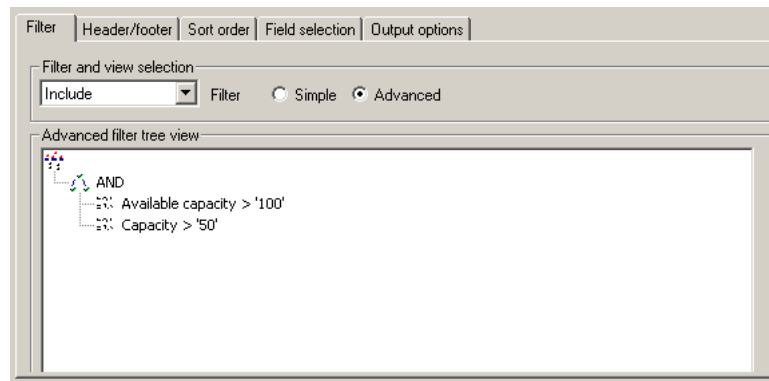 Filter Header/footer Sort order Field selection Output options
Filter and view selection
Include Filter Simple Advanced
Advanced filter tree view
AND
Available capacity > '100'
Capacity > '50'